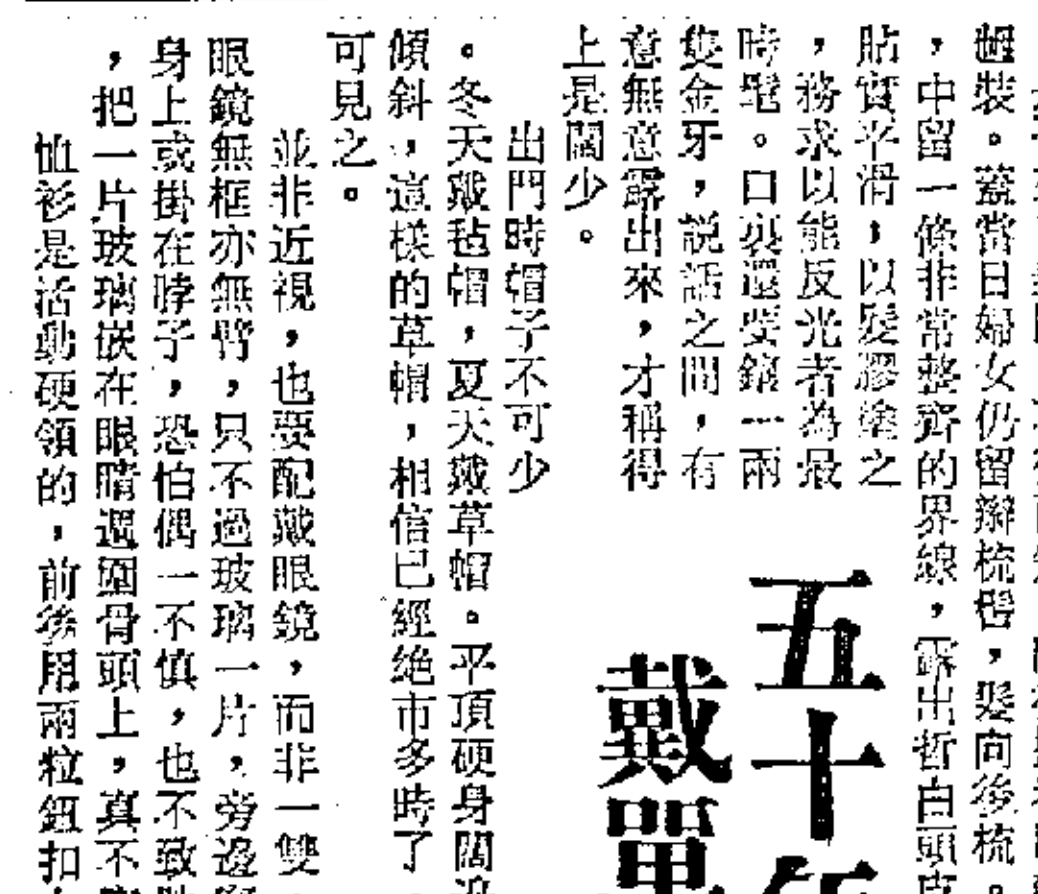 裝。蓋當日婦女仍留辮梳髻,髮向後梳。
,中留一條非常整齊的界線,露出晳白頭
貼實平滑,以髮膠塗之
,務求以能反光者為最
時髦。口裏還要鑲一兩
隻金牙,説話之間,有
意無意露出來,才稱得
上是闊少。
五十
戴單
出門時帽子不可少
。冬天戴毡帽,夏天戴草帽。平頂硬身闊
傾斜,這樣的草帽,相信已經绝市多時了
可見之。
並非近視,也要配戴眼鏡,而非一雙
眼鏡無框亦無臂,只不過玻璃一片,旁邊
身上或掛在脖子,恐怕偶一不慎,也不致
,把一片玻璃嵌在眼睛週圍骨頭上,真不
恤衫是活動硬領的,前後用兩粒鈕扣